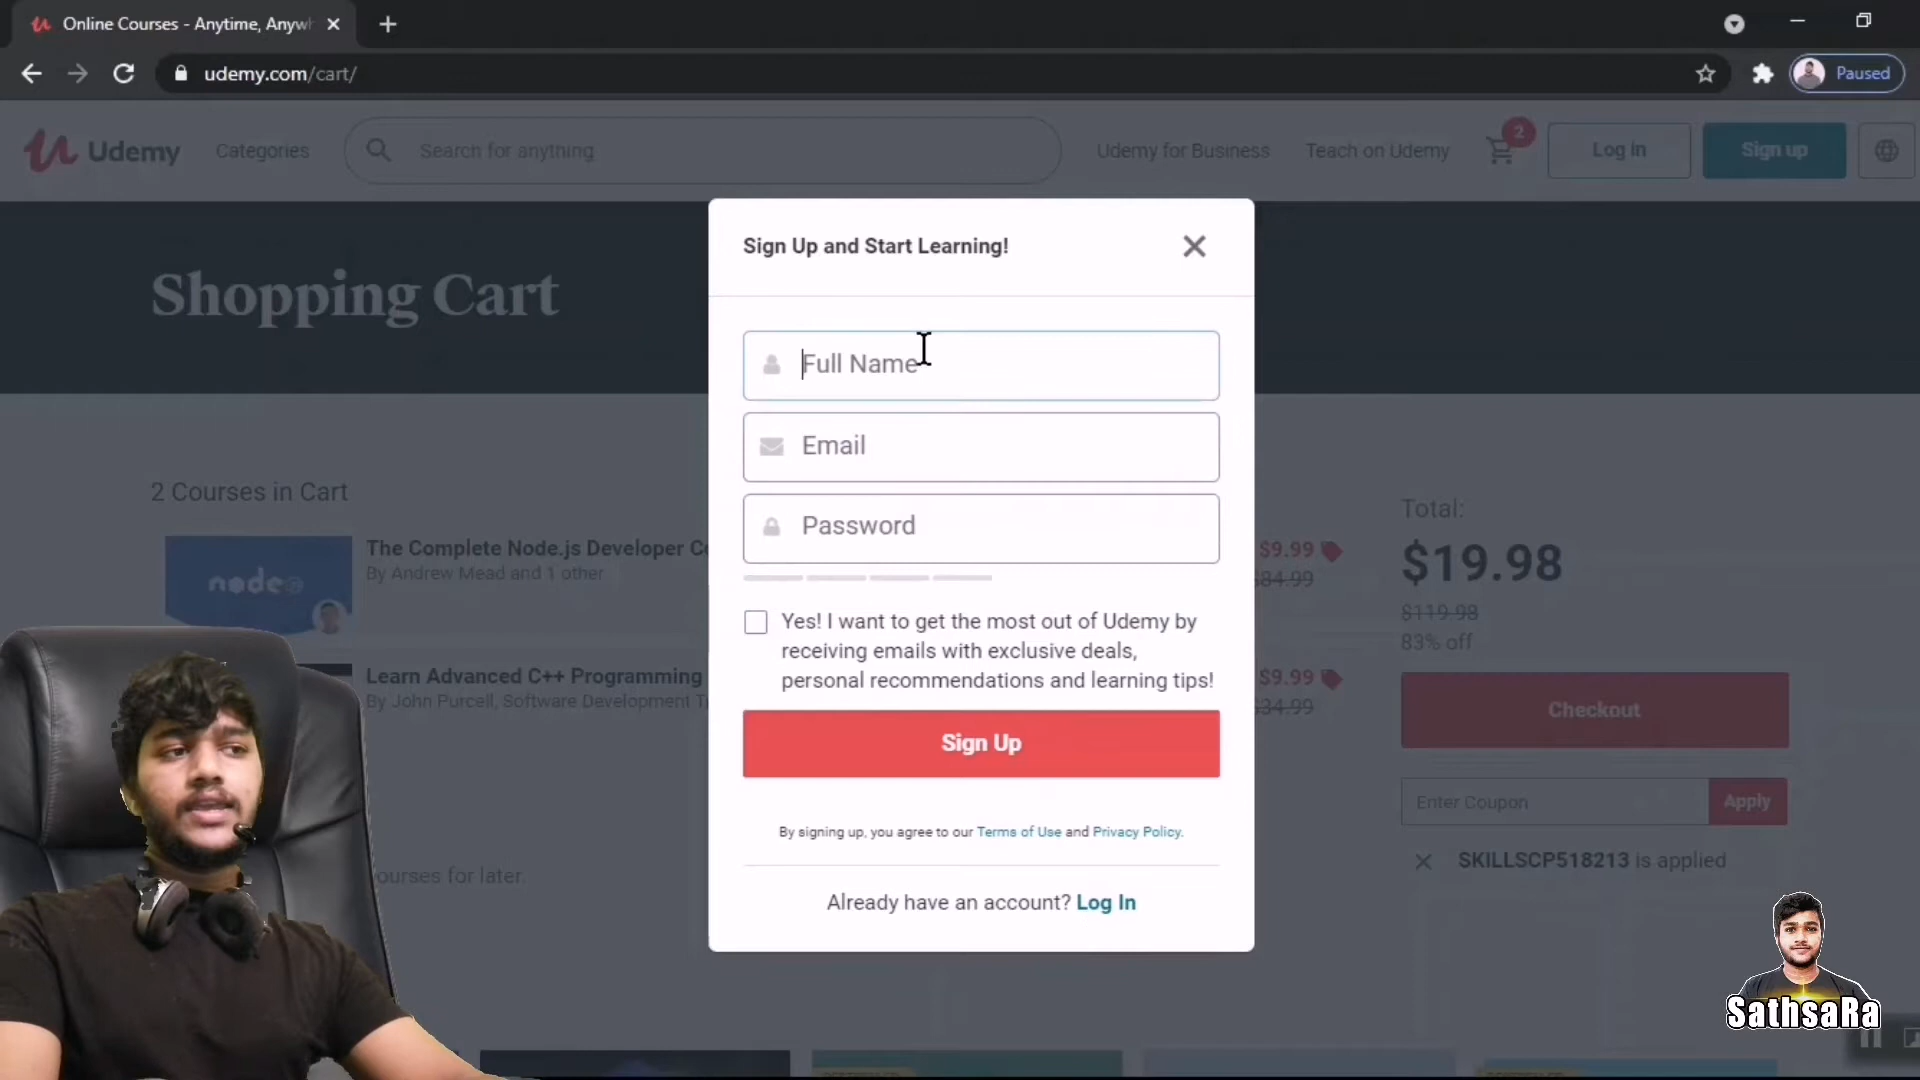 Online Courses - Anytime, Anyw
udemy.com/cart/
Paused
Udemy
Categories
Search for anything
Udemy for Business
Teach on Udemy
2
Log in
Sign up
Shopping Cart
Sign Up and Start Learning!
Full Name
Email
Password
Yes! I want to get the most out of Udemy by
receiving emails with exclusive deals,
personal recommendations and learning tips!
Sign Up
By signing up, you agree to our Terms of Use and Privacy Policy.
Already have an account? Log In
2 Courses in Cart
node
The Complete Node.js Developer Co
By Andrew Mead and 1 other
$9.99
$84.99
Learn Advanced C++ Programming
By John Purcell, Software Development T
$9.99
$34.99
ourses for later.
Total:
$19.98
$119.98
83% off
Checkout
Enter Coupon
Apply
SKILLSCP518213 is applied
SathsaRa